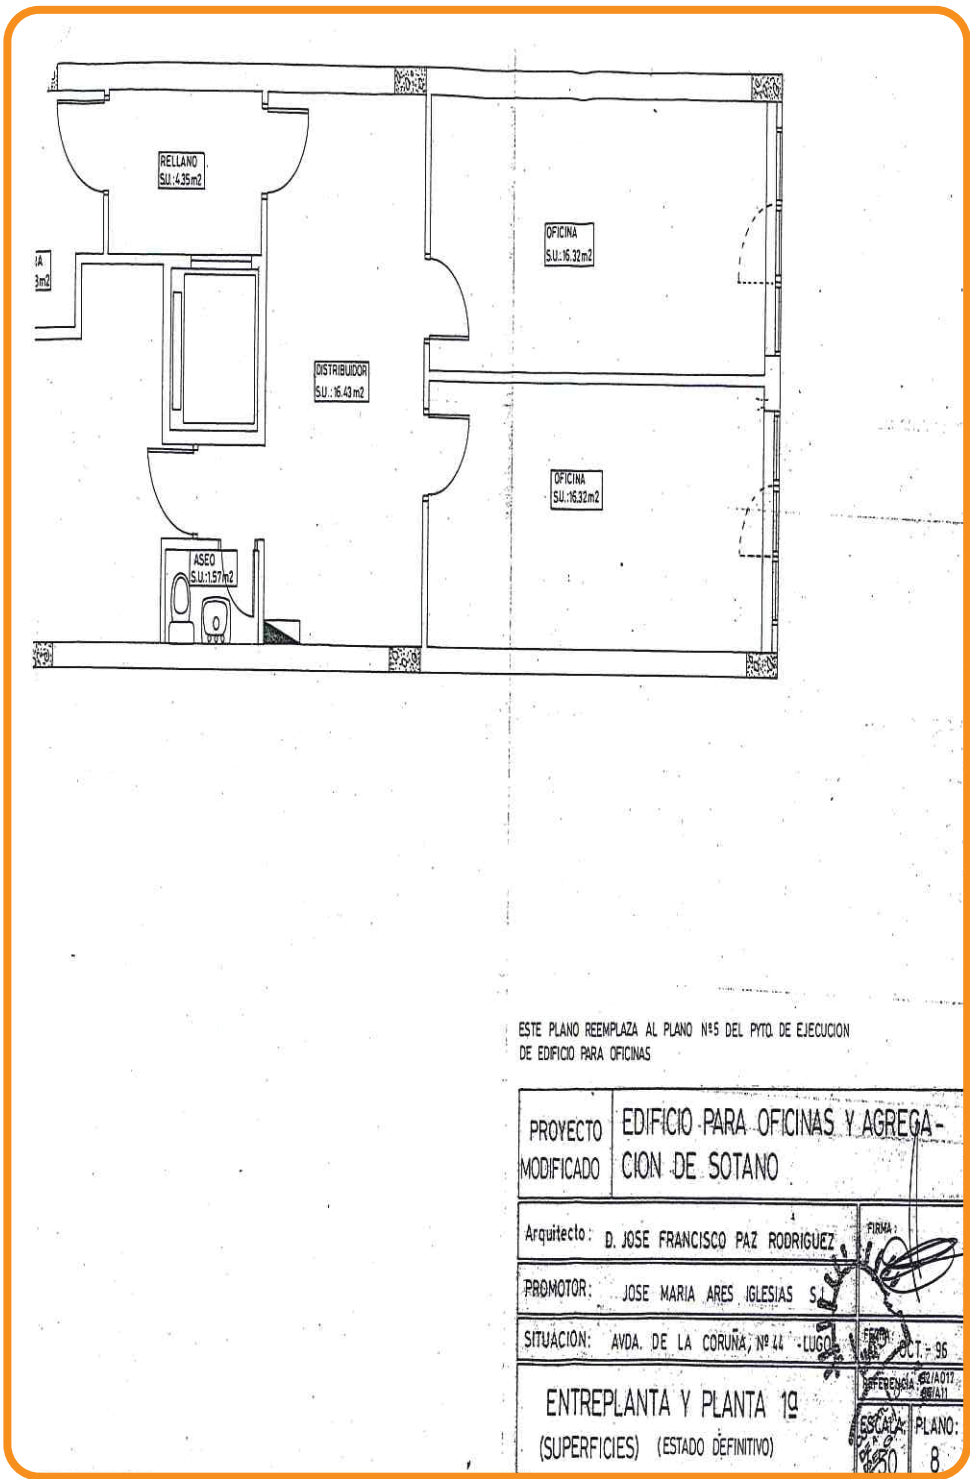 RELLANO
S.U.:4.35m2
OFICINA
S.U.:16.32m2
DISTRIBUIDOR
S.U.:16.43 m2
OFICINA
S.U.:16.32m2
ASEO
S.U.:1.57m2
ESTE PLANO REEMPLAZA AL PLANO Nº5 DEL PYTO. DE EJECUCION
DE EDIFICIO PARA OFICINAS
PROYECTO
MODIFICADO
EDIFICIO PARA OFICINAS Y AGREGA-
CION DE SOTANO
Arquitecto: D. JOSE FRANCISCO PAZ RODRIGUEZ
FIRMA:
PROMOTOR: JOSE MARIA ARES IGLESIAS S.L
SITUACIÓN: AVDA. DE LA CORUÑA, Nº 44 - LUGO
OCT. - 96
REFERENCIA:
ENTREPLANTA Y PLANTA 1ª
(SUPERFICIES) (ESTADO DEFINITIVO)
ESCALA:
PLANO:
8